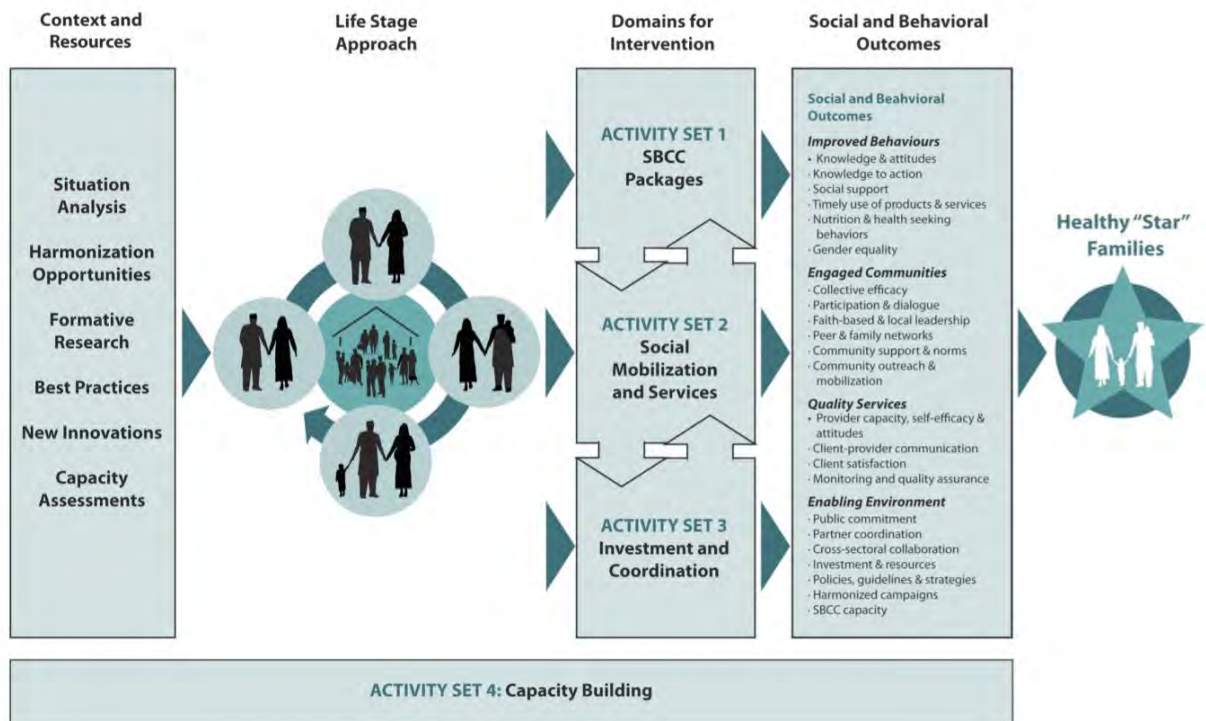 Context and
Resources
Life Stage
Approach
Domains for
Intervention
Social and Behavioral
Outcomes
Situation
Analysis
Harmonization
Opportunities
Formative
Research
Best Practices
New Innovations
Capacity
Assessments
ACTIVITY SET 1
SBCC
Packages
ACTIVITY SET 2
Social
Mobilization
and Services
ACTIVITY SET 3
Investment and
Coordination
Social and Beahvioral
Outcomes
Improved Behaviours
• Knowledge & attitudes
· Knowledge to action
· Social support
· Timely use of products & services
· Nutrition & health seeking
behaviors
· Gender equality
Engaged Communities
· Collective efficacy
· Participation & dialogue
· Faith-based & local leadership
· Peer & family networks
· Community support & norms
· Community outreach &
mobilization
Quality Services
• Provider capacity, self-efficacy &
attitudes
· Client-provider communication
· Client satisfaction
· Monitoring and quality assurance
Enabling Environment
· Public commitment
· Partner coordination
· Cross-sectoral collaboration
· Investment & resources
· Policies, guidelines & strategies
· Harmonized campaigns
· SBCC capacity
Healthy "Star"
Families
ACTIVITY SET 4: Capacity Building